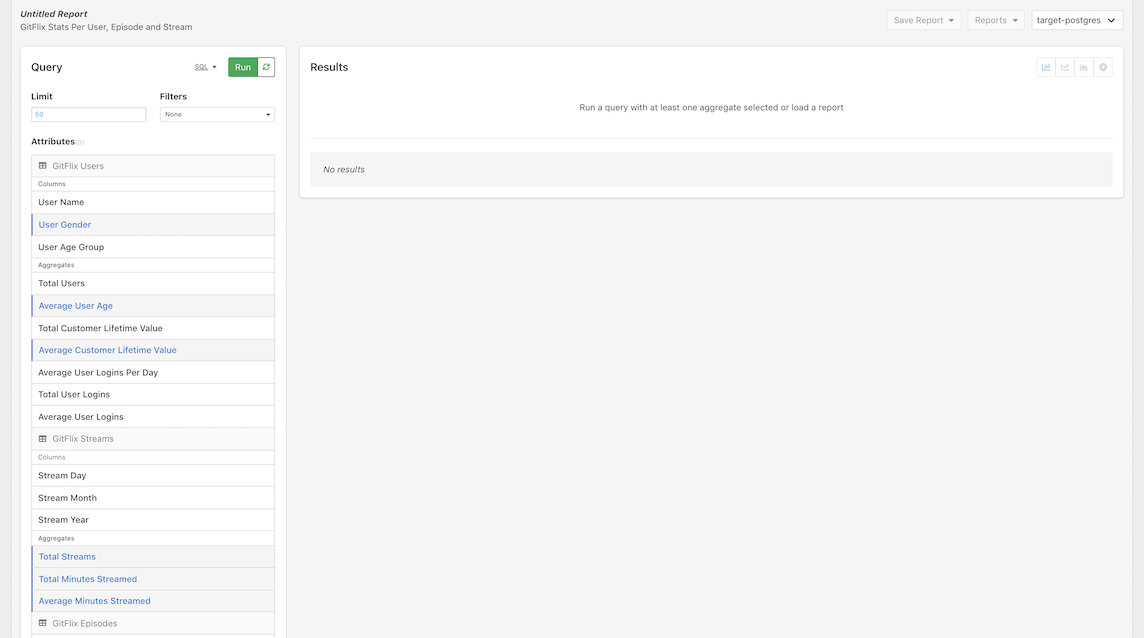 Untitled Report
GitFlix Stats Per User, Episode and Stream
Save Report
Reports
target-postgres
Query
SQL
Run
Limit
Filters
50
None
Attributes
GitFlix Users
Columns
User Name
User Gender
User Age Group
Aggregates
Total Users
Average User Age
Total Customer Lifetime Value
Average Customer Lifetime Value
Average User Logins Per Day
Total User Logins
Average User Logins
GitFlix Streams
Columns
Stream Day
Stream Month
Stream Year
Aggregates
Total Streams
Total Minutes Streamed
Average Minutes Streamed
GitFlix Episodes
Results
Run a query with at least one aggregate selected or load a report
No results